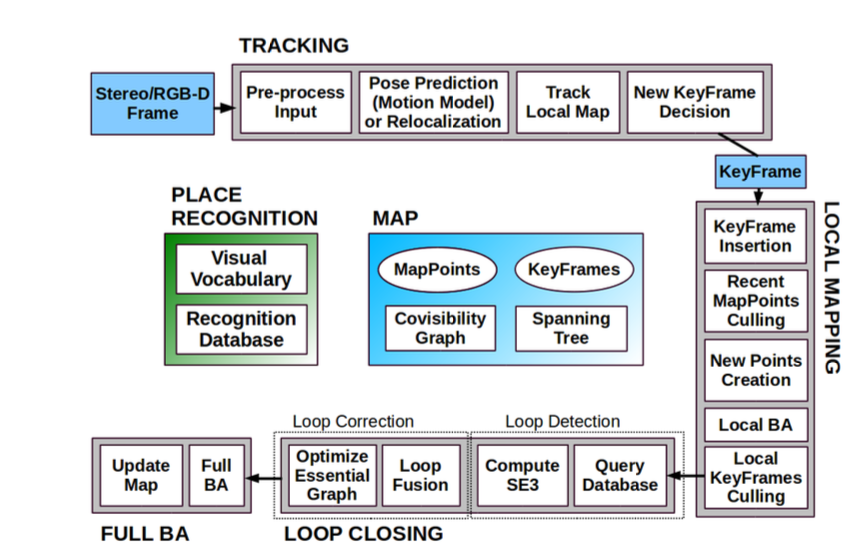 TRACKING
Stereo/RGB-D
Frame
Pre-process
Input
Pose Prediction
(Motion Model)
or Relocalization
Track
Local Map
New KeyFrame
Decision
KeyFrame
PLACE
RECOGNITION
Visual
Vocabulary
Recognition
Database
MAP
MapPoints
KeyFrames
Covisibility
Graph
Spanning
Tree
LOCAL MAPPING
KeyFrame
Insertion
Recent
MapPoints
Culling
New Points
Creation
Local BA
Local
KeyFrames
Culling
Loop Correction
Loop Detection
Update
Map
Full
BA
Optimize
Essential
Graph
Loop
Fusion
Compute
SE3
Query
Database
FULL BA
LOOP CLOSING